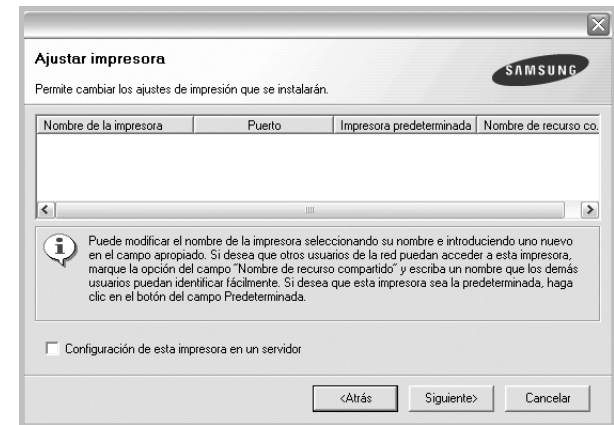 Ajustar impresora
SAMSUNG
Permite cambiar los ajustes de impresión que se instalarán.
Nombre de la impresora Puerto Impresora predeterminada Nombre de recurso co.
Puede modificar el nombre de la impresora seleccionando su nombre e introduciendo uno nuevo
en el campo apropiado. Si desea que otros usuarios de la red puedan acceder a esta impresora,
marque la opción del campo "Nombre de recurso compartido" y escriba un nombre que los demás
usuarios puedan identificar fácilmente. Si desea que esta impresora sea la predeterminada, haga
clic en el botón del campo Predeterminada.
Configuración de esta impresora en un servidor
<Atrás Siguiente> Cancelar